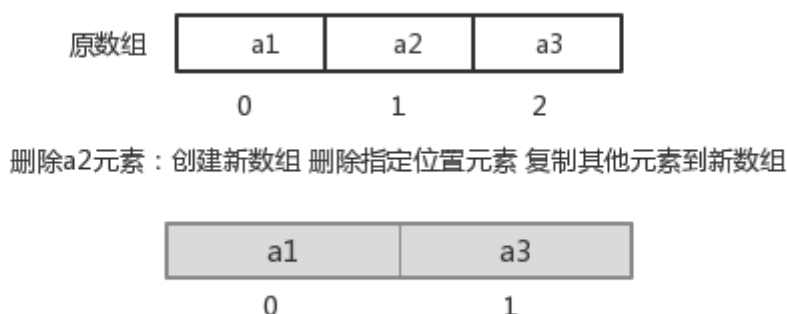 原数组 a1 a2 a3
0 1 2
删除a2元素：创建新数组 删除指定位置元素 复制其他元素到新数组
a1 a3
0 1